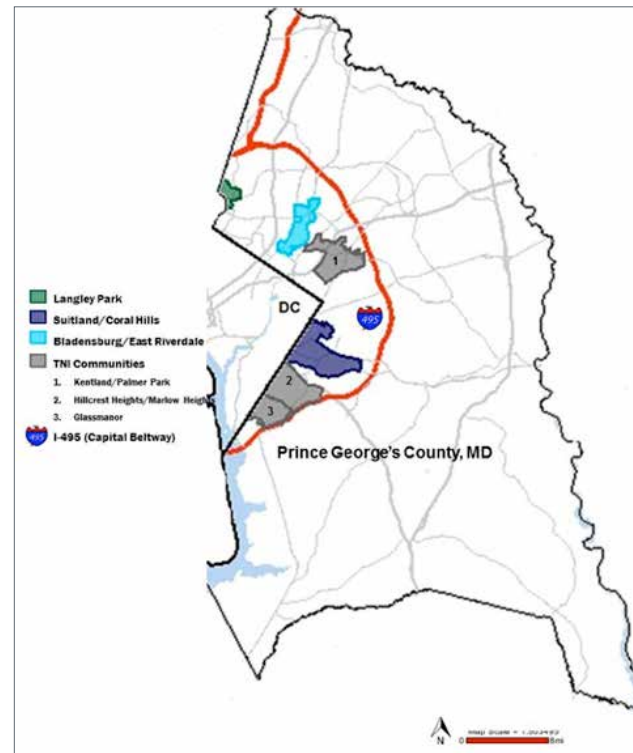 Langley Park
Suitland/Coral Hills
Bladensburg/East Riverdale
TNI Communities
1. Kentland/Palmer Park
2. Hillcrest Heights/Marlow Heigh
3. Glassmanor
495 I-495 (Capital Beltway)
1
DC
495
2
3
Prince George's County, MD
N
0
6mi